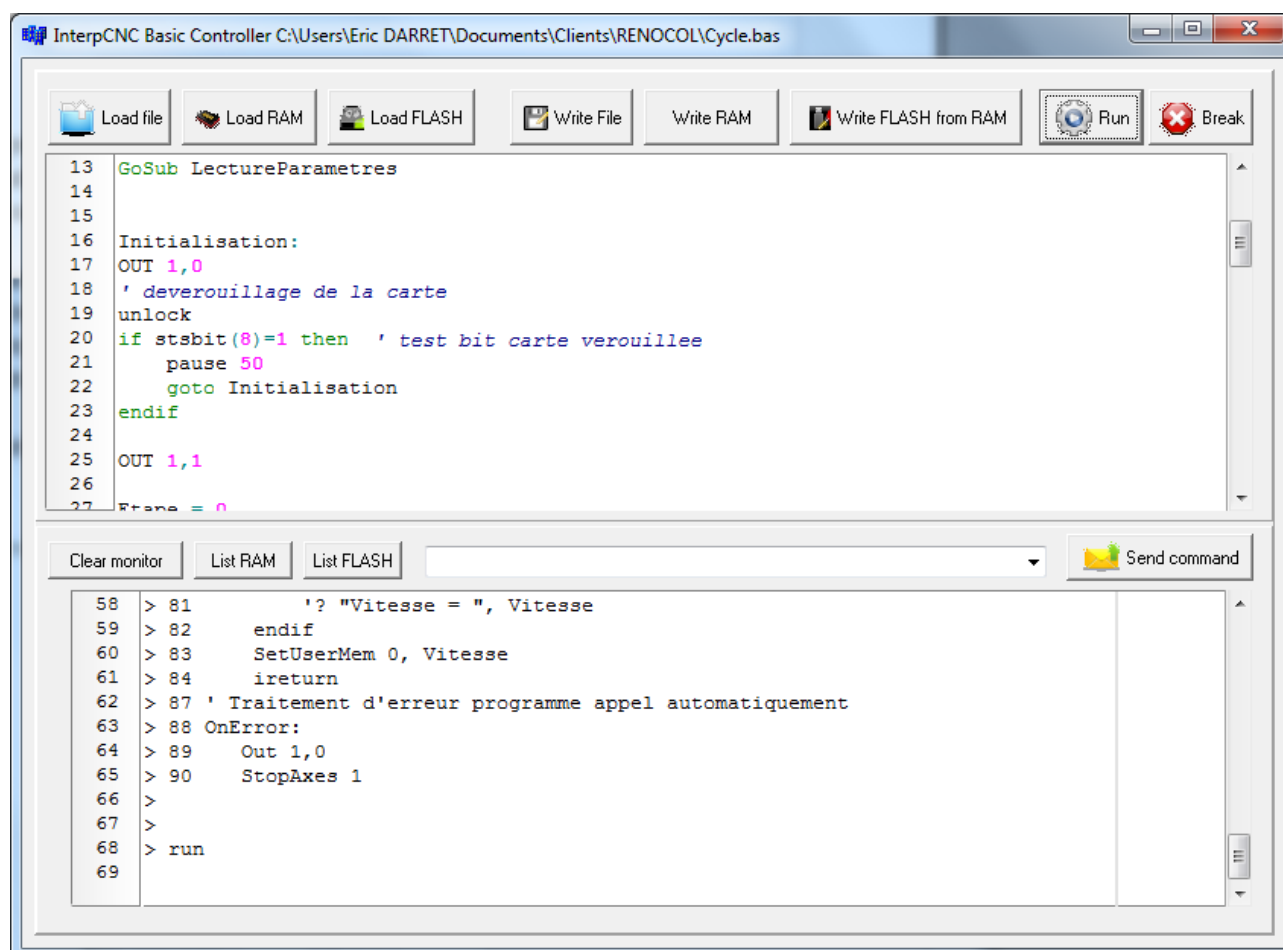 InterpCNC Basic Controller C:\Users\Eric DARRET\Documents\Clients\RENOCOL\Cycle.bas
Load file Load RAM Load FLASH Write File Write RAM Write FLASH from RAM Run Break
13 GoSub LectureParametres
14
15
16 Initialisation:
17 OUT 1,0
18 ' deverouillage de la carte
19 unlock
20 if stsbit(8)=1 then ' test bit carte verouillee
21 pause 50
22 goto Initialisation
23 endif
24
25 OUT 1,1
26
27 Etape = 0
Clear monitor List RAM List FLASH Send command
58 > 81 '? "Vitesse = ", Vitesse
59 > 82 endif
60 > 83 SetUserMem 0, Vitesse
61 > 84 ireturn
62 > 87 ' Traitement d'erreur programme appel automatiquement
63 > 88 OnError:
64 > 89 Out 1,0
65 > 90 StopAxes 1
66 >
67 >
68 > run
69